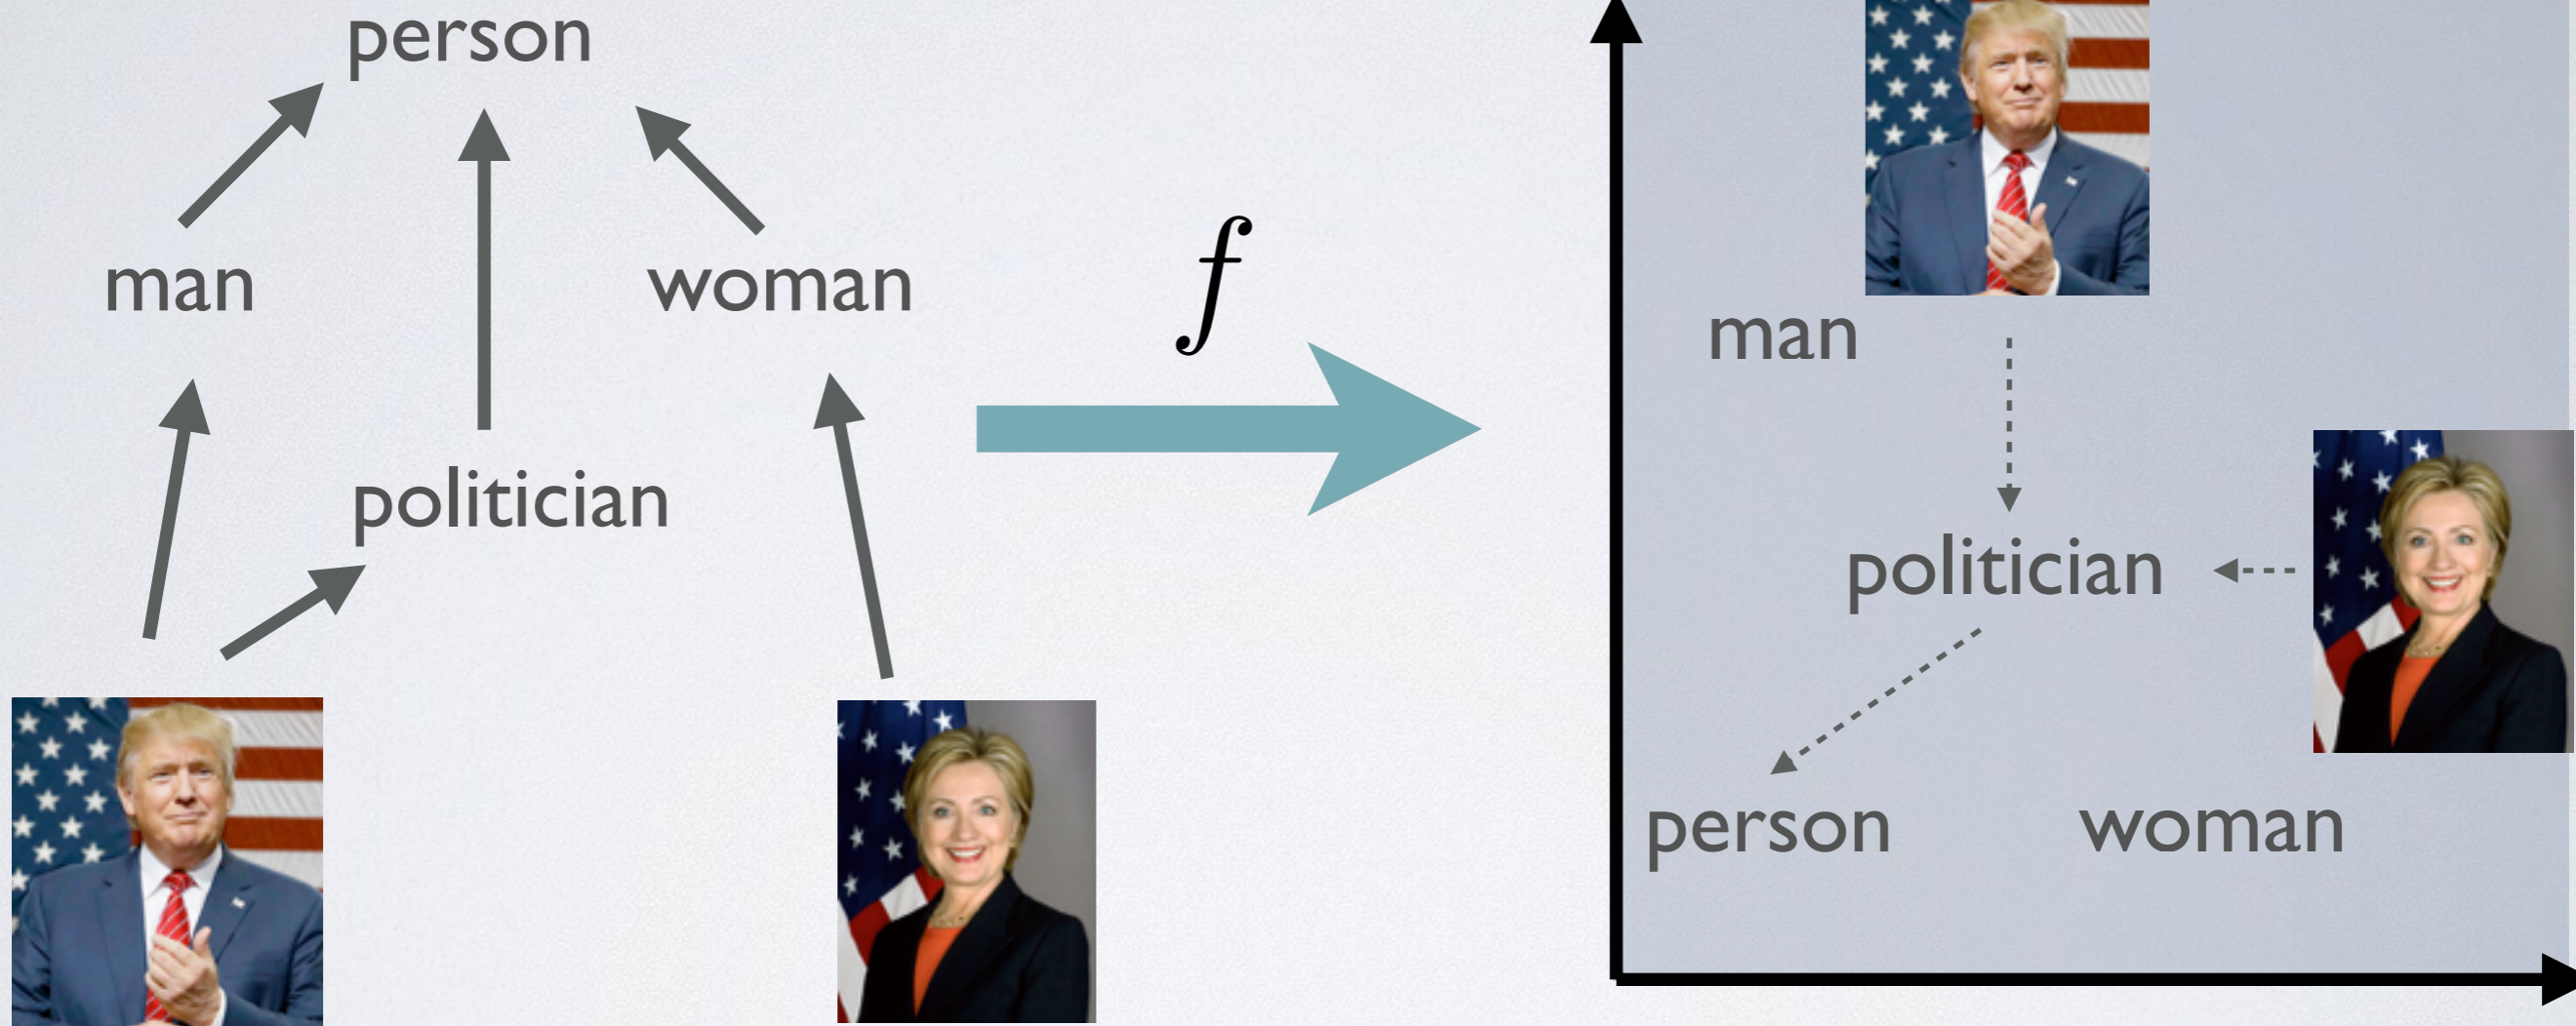 person
man
woman
politician
f
man
politician
person
woman